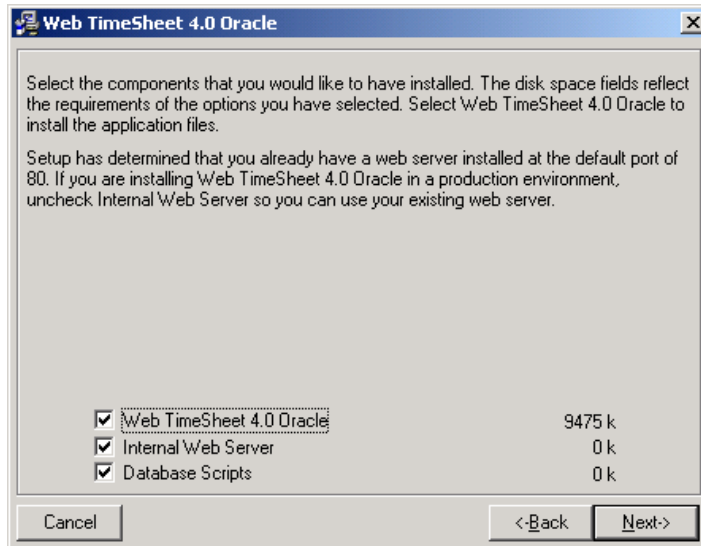 Web TimeSheet 4.0 Oracle
Select the components that you would like to have installed. The disk space fields reflect
the requirements of the options you have selected. Select Web TimeSheet 4.0 Oracle to
install the application files.
Setup has determined that you already have a web server installed at the default port of
80. If you are installing Web TimeSheet 4.0 Oracle in a production environment,
uncheck Internal Web Server so you can use your existing web server.
Web TimeSheet 4.0 Oracle 9475 k
Internal Web Server 0 k
Database Scripts 0 k
Cancel <-Back Next->